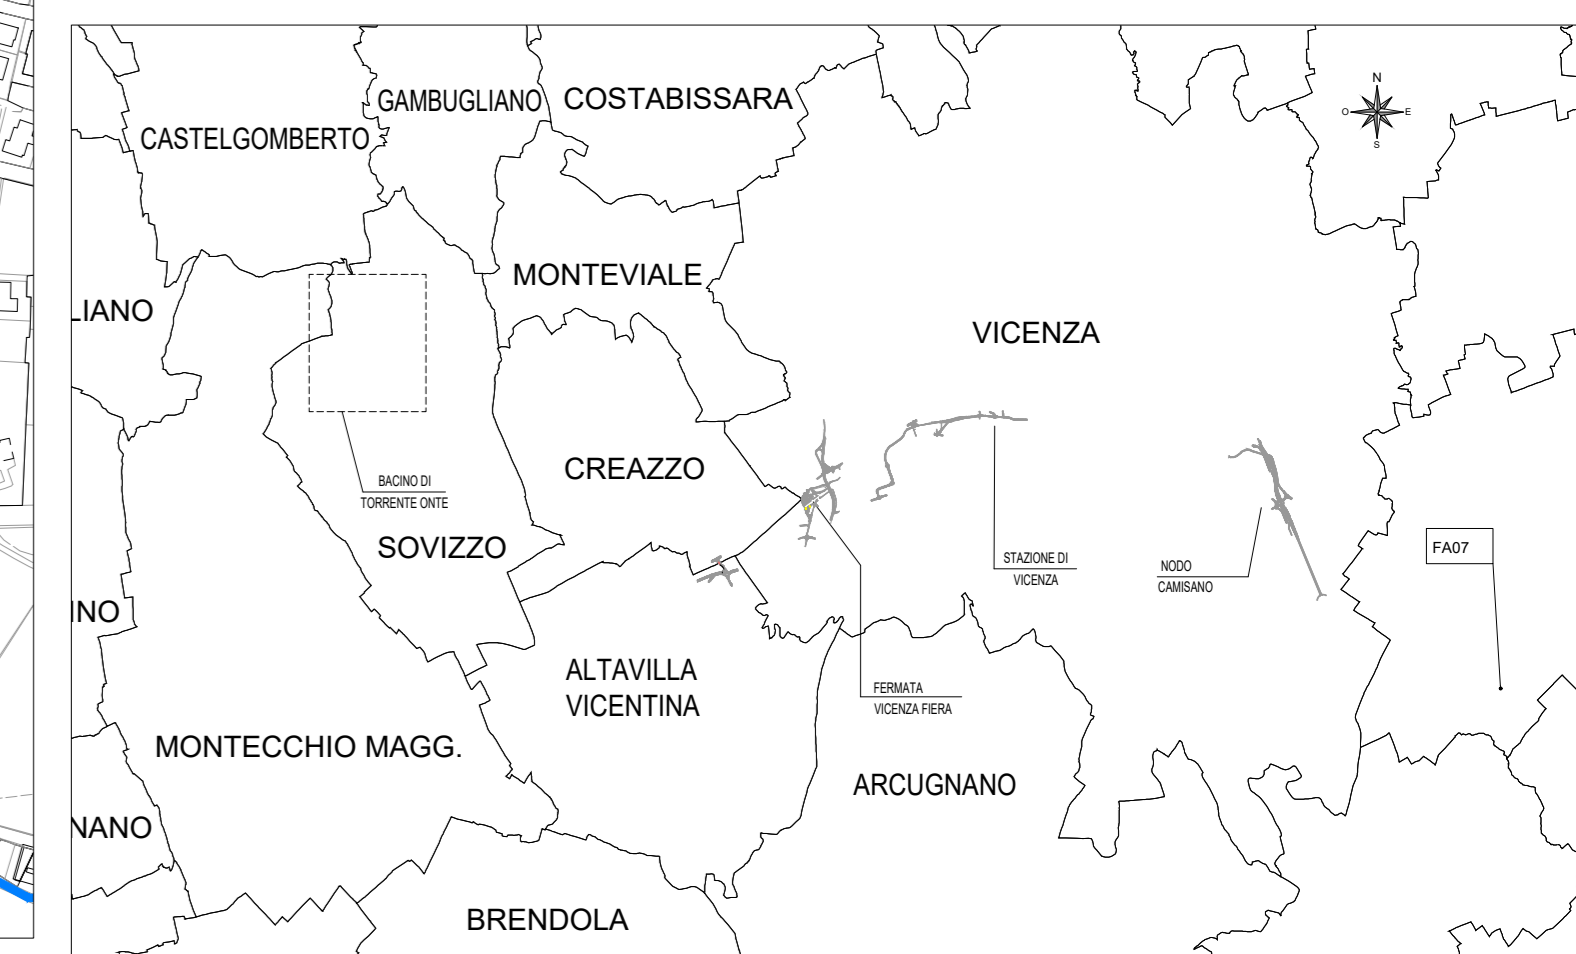 N
GAMBUGLIANO
COSTABISSARA
O
E
CASTELGOMBERTO
S
MONTEVIALE
LIANO
VICENZA
CREAZZO
BACINO DI
TORRENTE ONTE
SOVIZZO
FA07
STAZIONE DI
VICENZA
NODO
CAMISANO
INO
ALTAVILLA
VICENTINA
FERMATA
VICENZA FIERA
MONTECCHIO MAGG.
ARCUGNANO
NANO
BRENDOLA